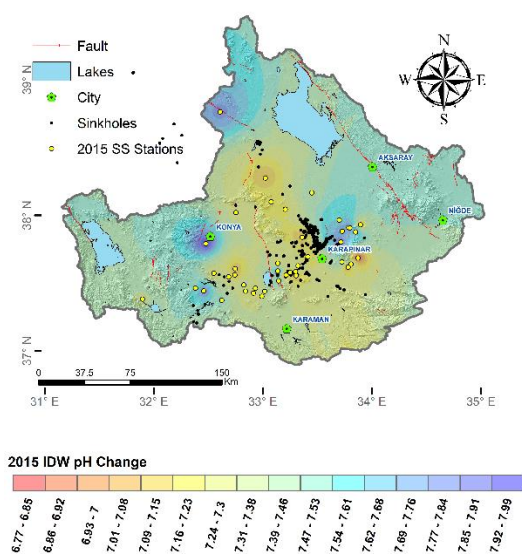 Fault
Lakes
City
Sinkholes
2015 SS Stations
N
W E
S
39° N
38° N
37° N
AKSARAY
NİĞDE
KONYA
KARAPINAR
KARAMAN
0 37.5 75 150
Km
31° E 32° E 33° E 34° E 35° E
2015 IDW pH Change
6.77 - 6.85
6.86 - 6.92
6.93 - 7
7.01 - 7.08
7.09 - 7.15
7.16 - 7.23
7.24 - 7.3
7.31 - 7.38
7.39 - 7.46
7.47 - 7.53
7.54 - 7.61
7.62 - 7.68
7.69 - 7.76
7.77 - 7.84
7.85 - 7.91
7.92 - 7.99